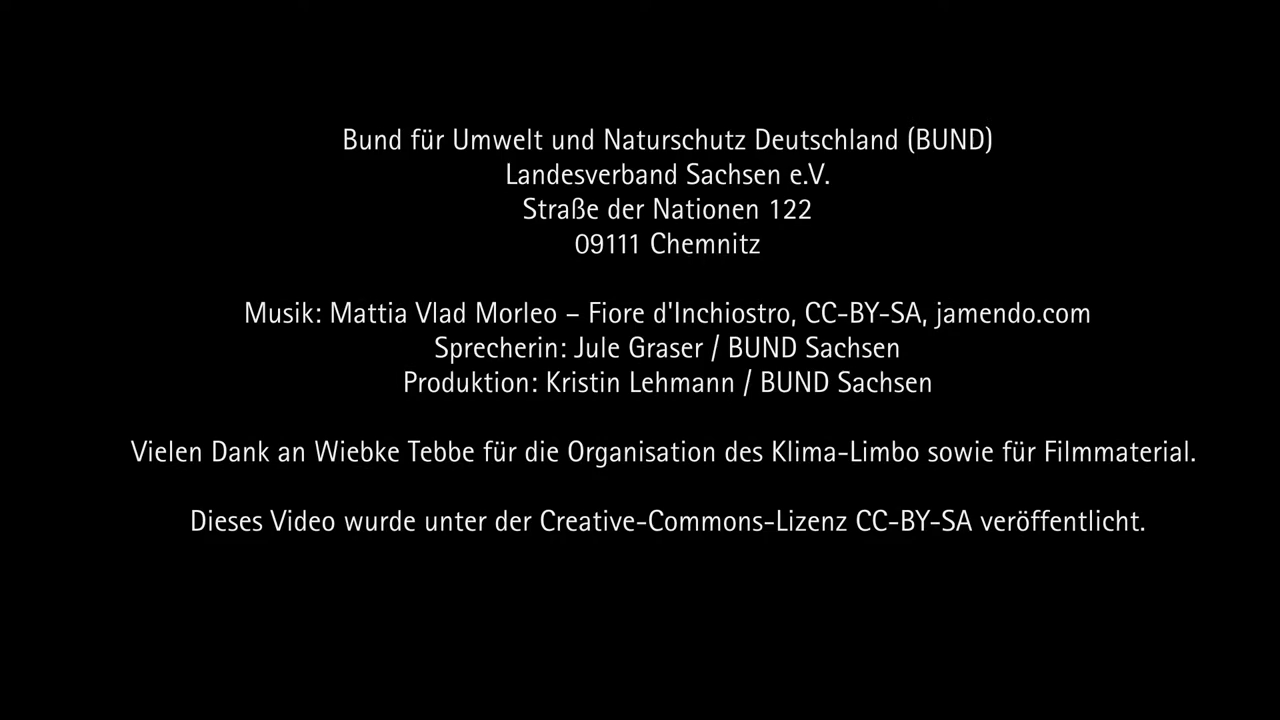 Bund für Umwelt und Naturschutz Deutschland (BUND)
Landesverband Sachsen e.V.
Straße der Nationen 122
09111 Chemnitz
Musik: Mattia Vlad Morleo – Fiore d'Inchiostro, CC-BY-SA, jamendo.com
Sprecherin: Jule Graser / BUND Sachsen
Produktion: Kristin Lehmann / BUND Sachsen
Vielen Dank an Wiebke Tebbe für die Organisation des Klima-Limbo sowie für Filmmaterial.
Dieses Video wurde unter der Creative-Commons-Lizenz CC-BY-SA veröffentlicht.